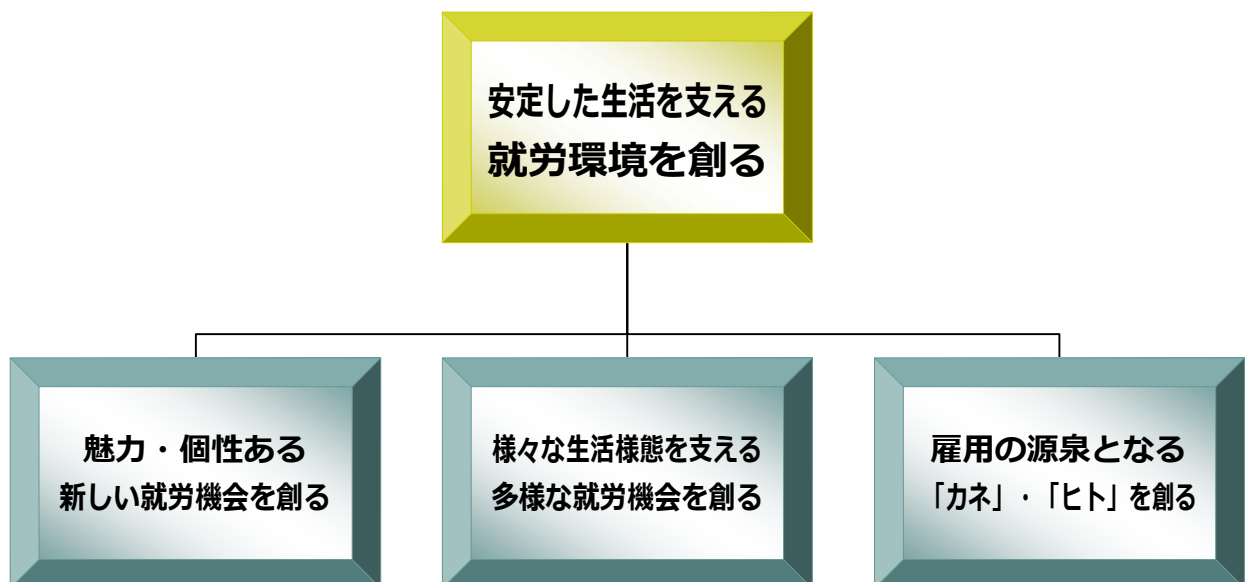 安定した生活を支える
就労環境を創る
魅力・個性ある
新しい就労機会を創る
様々な生活様態を支える
多様な就労機会を創る
雇用の源泉となる
「カネ」・「ヒト」を創る